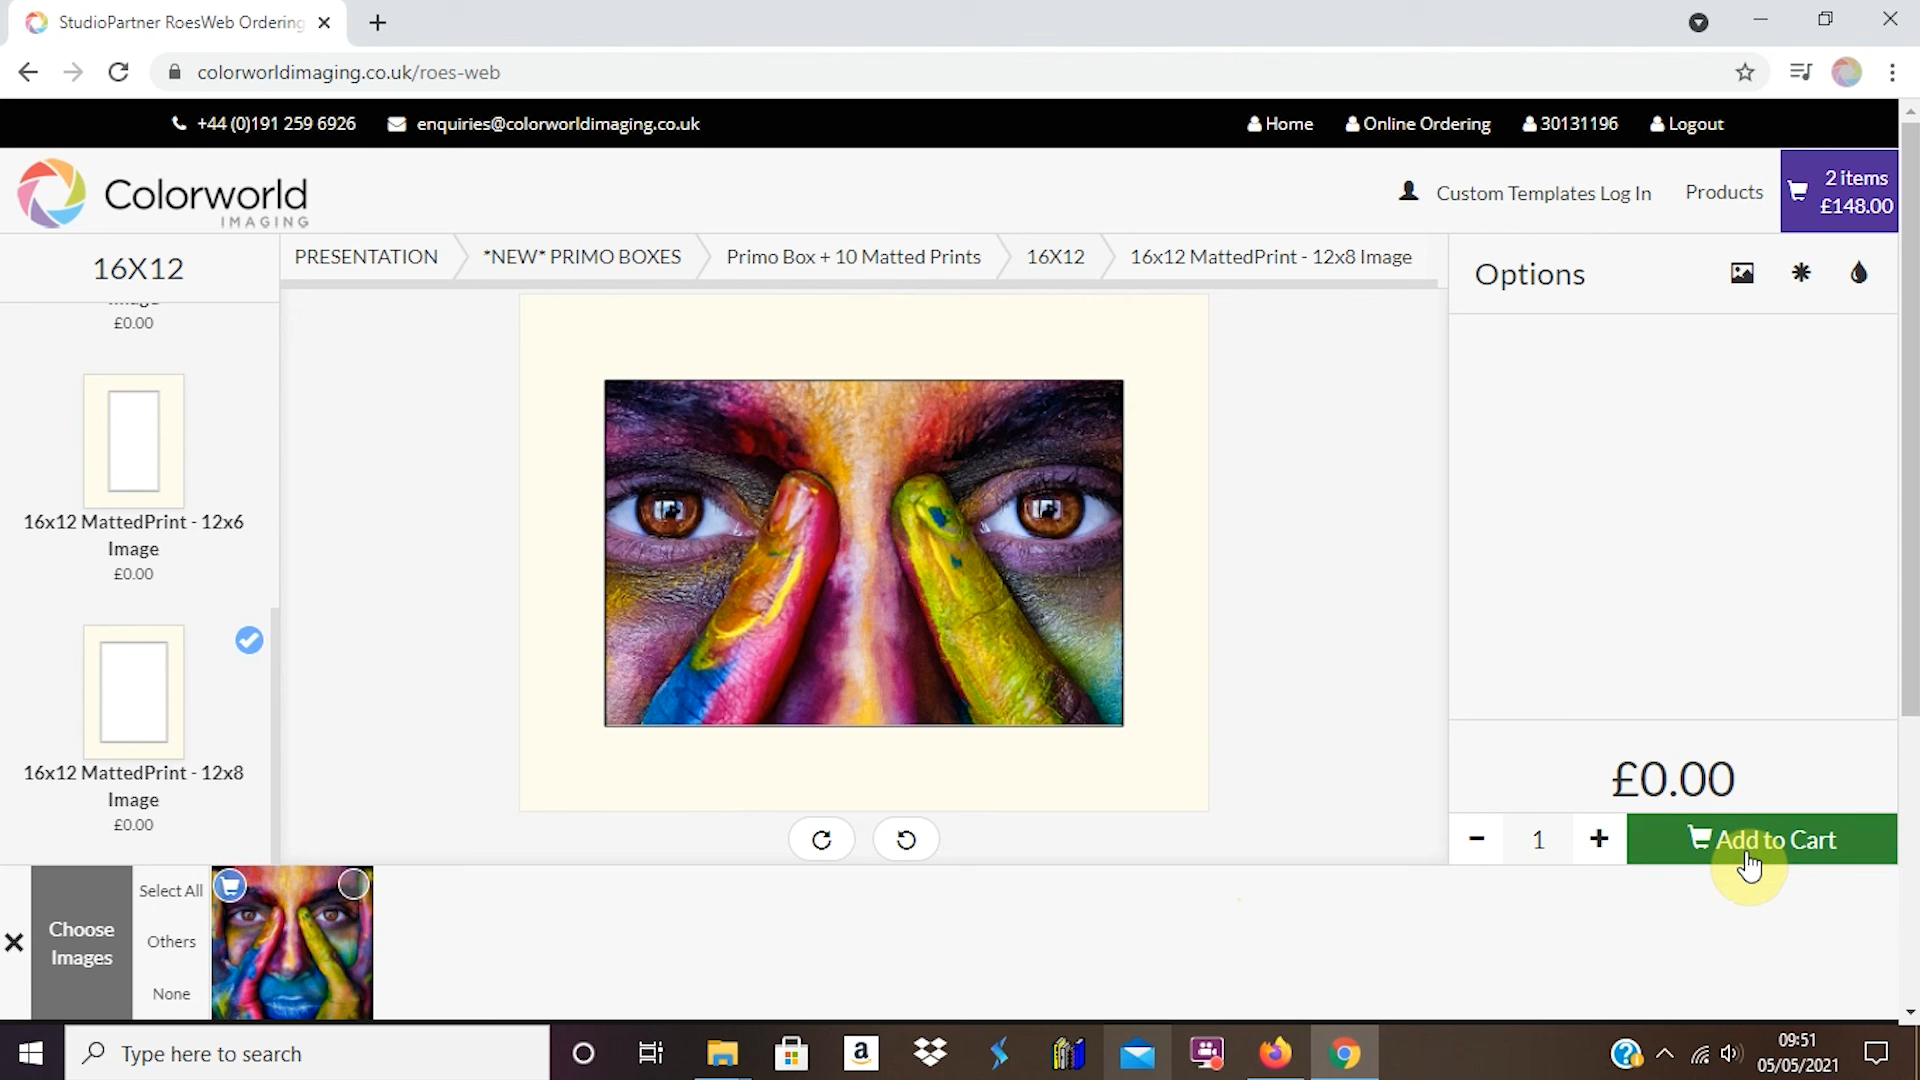 StudioPartner RoesWeb Ordering
colorworldimaging.co.uk/roes-web
+44 (0)191 259 6926
enquiries@colorworldimaging.co.uk
Home
Online Ordering
30131196
Logout
Colorworld
IMAGING
Custom Templates Log In
Products
2 items
£148.00
16X12
PRESENTATION
*NEW* PRIMO BOXES
Primo Box + 10 Matted Prints
16X12
16x12 MattedPrint - 12x8 Image
Options
Image
£0.00
16x12 MattedPrint - 12x6
Image
£0.00
16x12 MattedPrint - 12x8
Image
£0.00
£0.00
1
Add to Cart
Choose
Images
Select All
Others
None
Type here to search
09:51
05/05/2021